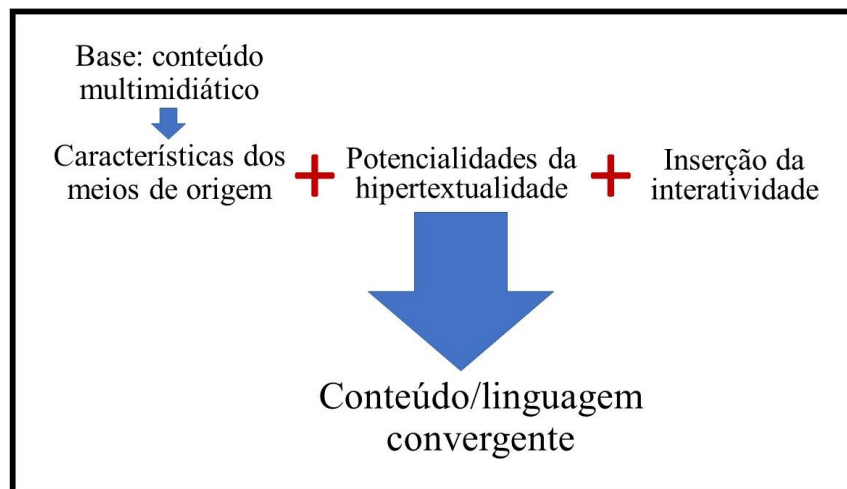 Base: conteúdo
multimidiático
Características dos
meios de origem
+
Potencialidades da
hipertextualidade
+
Inserção da
interatividade
Conteúdo/linguagem
convergente